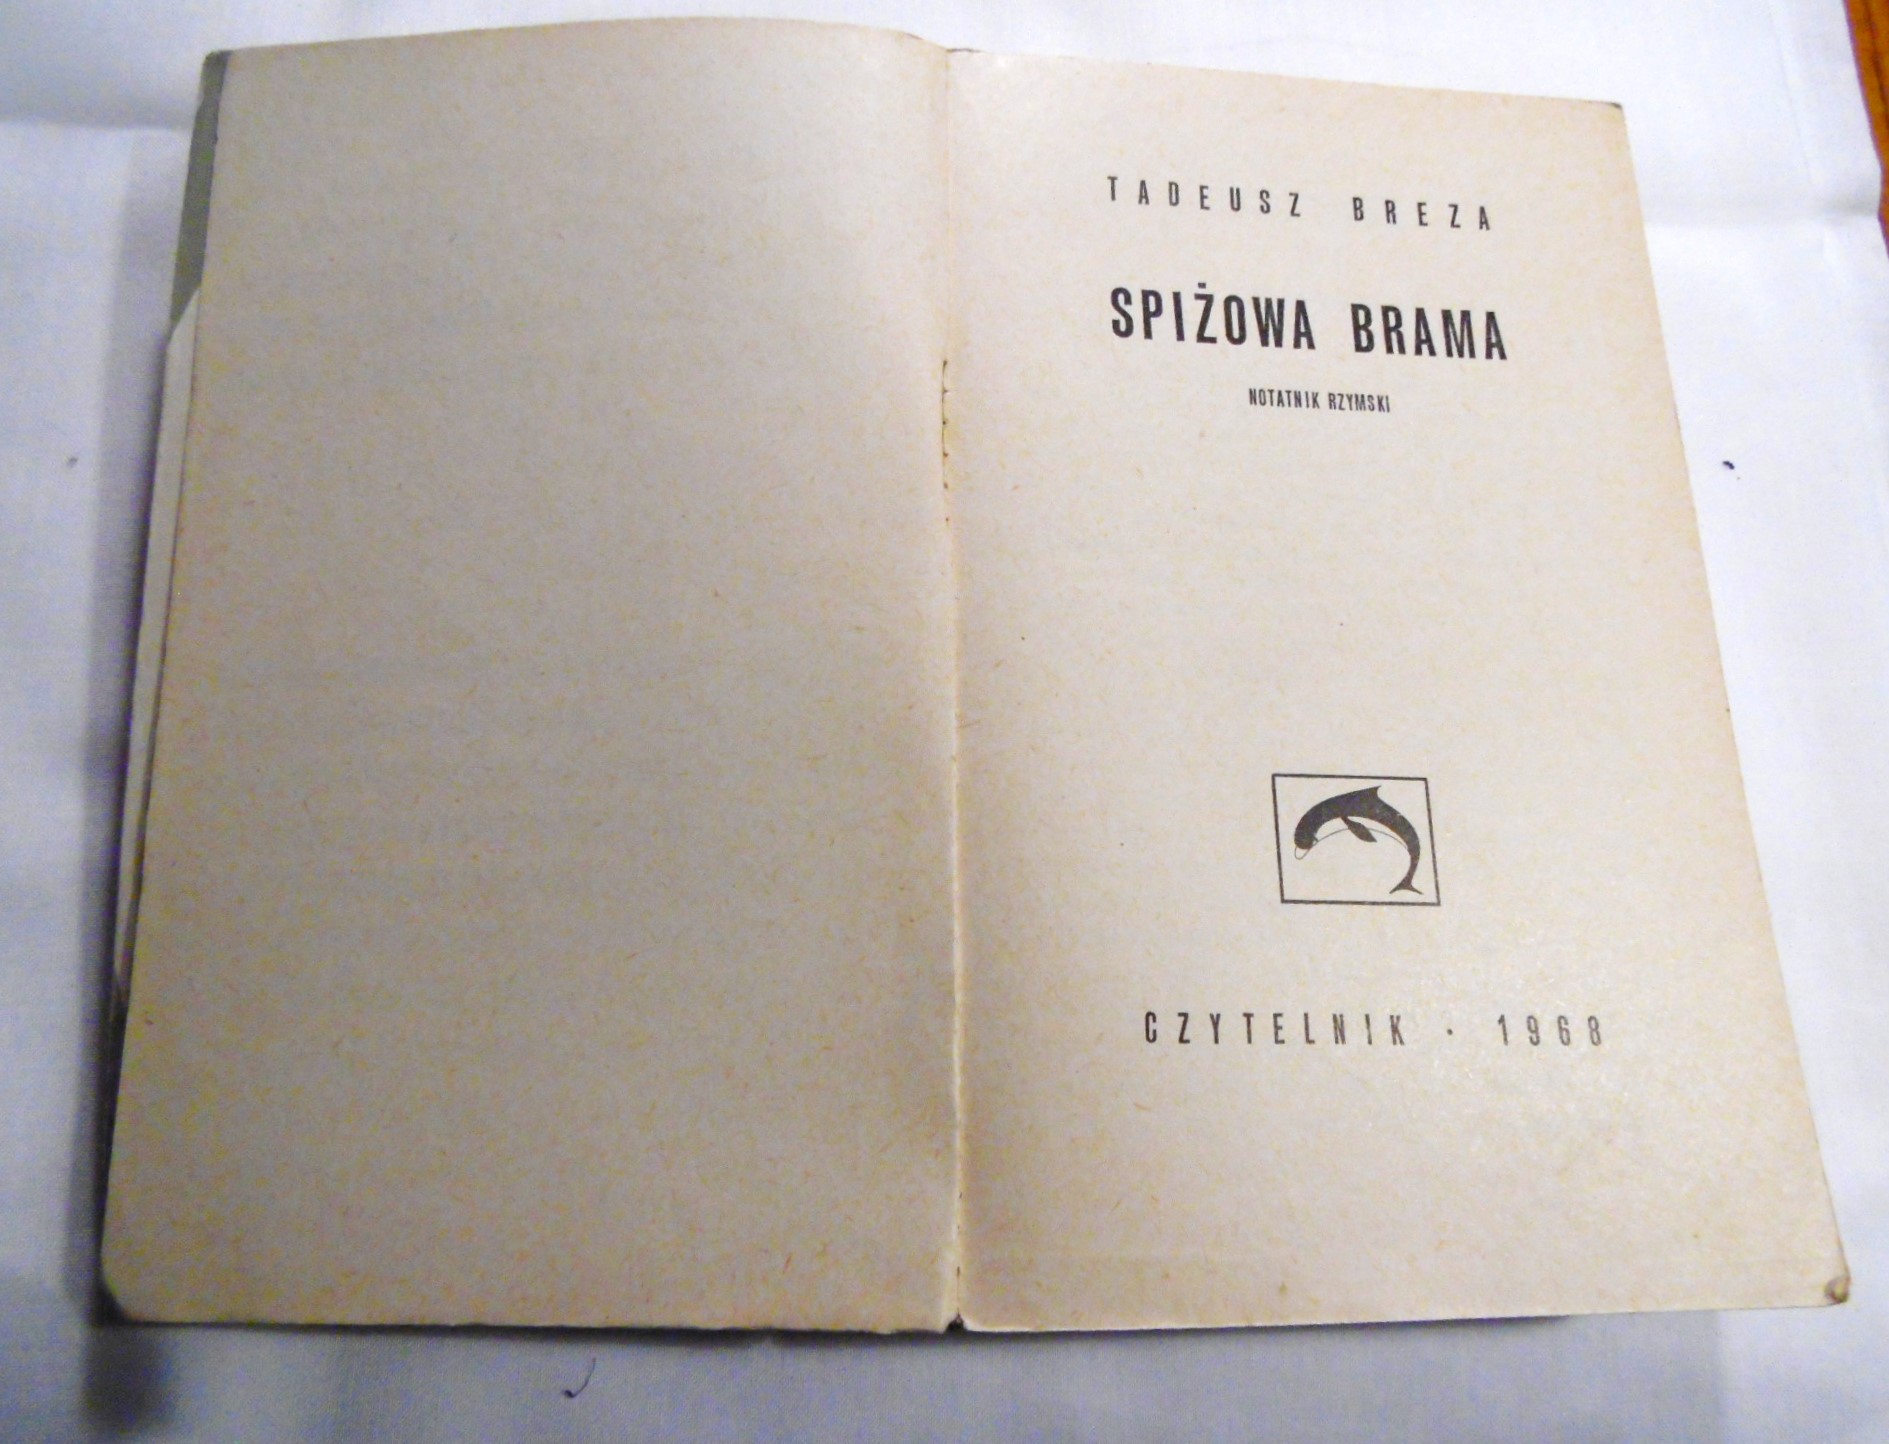 TADEUSZ BREZA
SPIŻOWA BRAMA
NOTATNIK RZYMSKI
CZYTELNIK · 1968